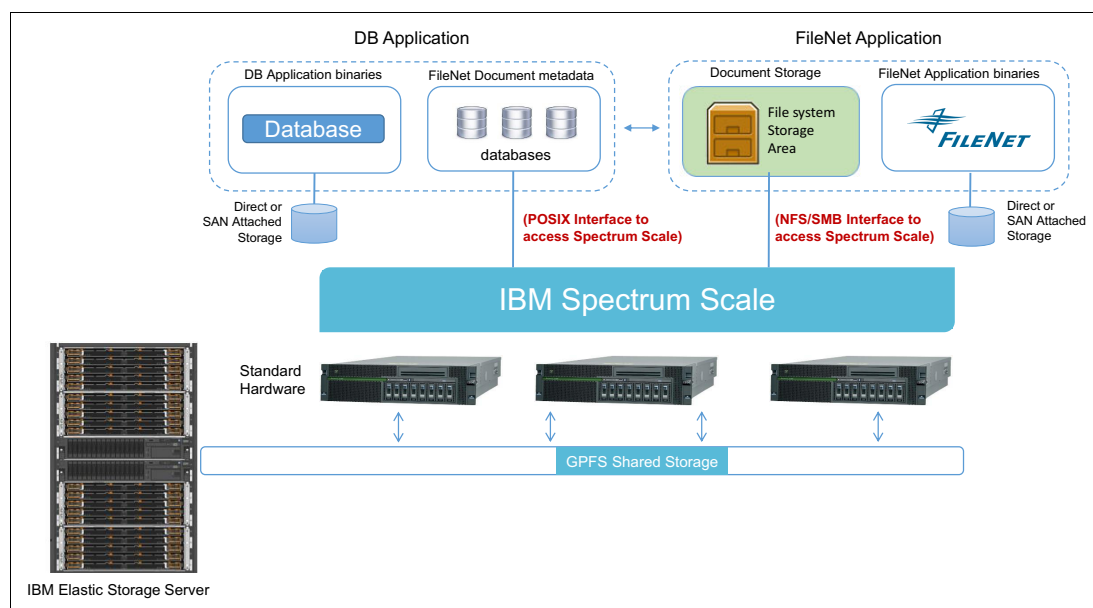 DB Application
FileNet Application
DB Application binaries
FileNet Document metadata
Document Storage
FileNet Application binaries
Database
databases
File system
Storage
Area
FILENET
Direct or
SAN Attached
Storage
(POSIX Interface to
access Spectrum Scale)
(NFS/SMB Interface to
access Spectrum Scale)
Direct or
SAN Attached
Storage
IBM Spectrum Scale
Standard
Hardware
GPFS Shared Storage
IBM Elastic Storage Server